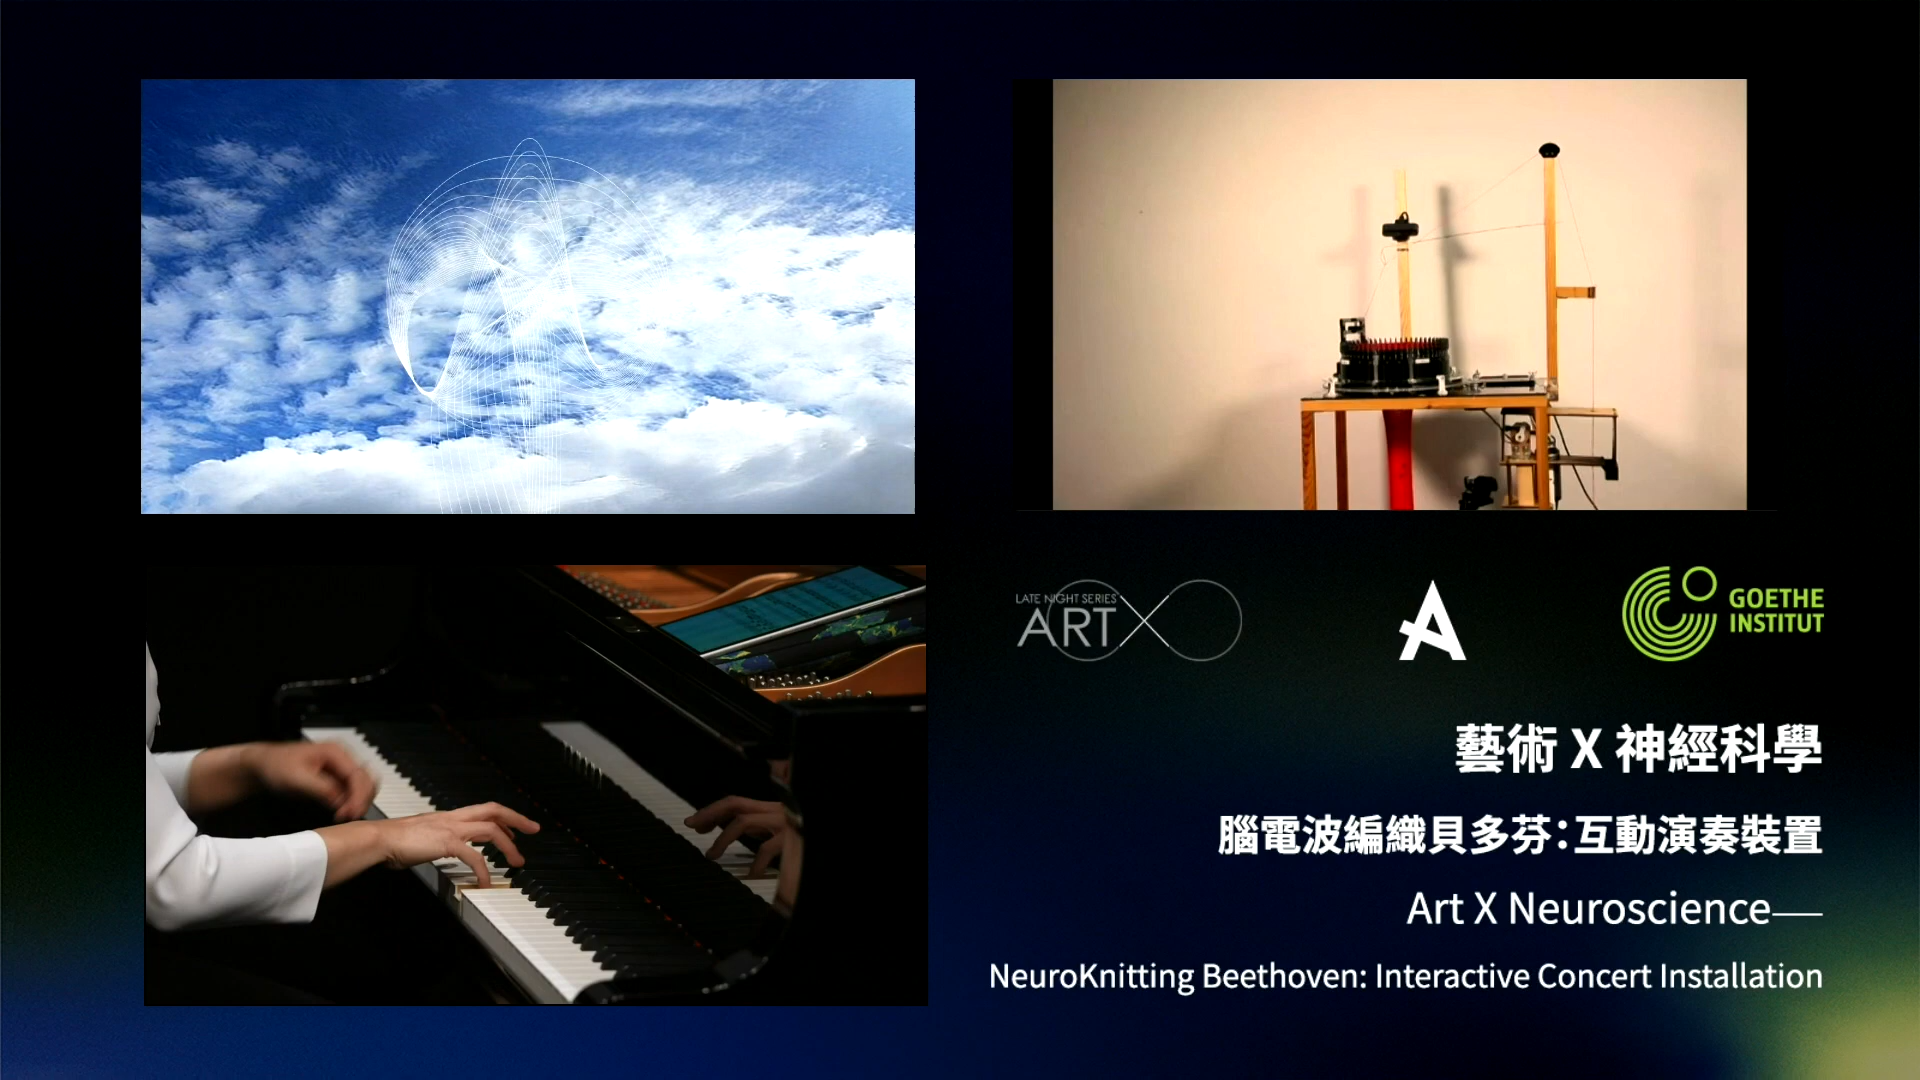 LATE NIGHT SERIES
ART
A
GOETHE
INSTITUT
藝術 X 神經科學
腦電波編織貝多芬：互動演奏裝置
Art X Neuroscience——
NeuroKnitting Beethoven: Interactive Concert Installation